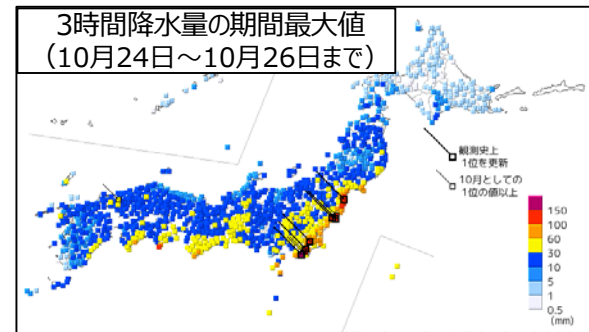 3時間降水量の期間最大値
（10月24日～10月26日まで）
観測史上
1位を更新
10月としての
1位の値以上
150
100
60
30
10
5
1
0.5
(mm)